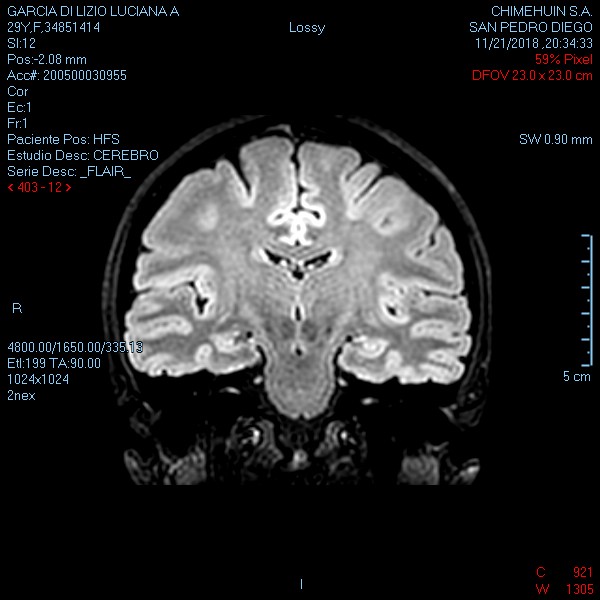 GARCIA DI LIZIO LUCIANA A
29Y,F,34851414
Sl:12
Pos:-2.08 mm
Acc#: 200500030955
Cor
Ec:1
Fr:1
Paciente Pos: HFS
Estudio Desc: CEREBRO
Serie Desc: _FLAIR_
< 403 - 12 >
Lossy
CHIMEHUIN S.A.
SAN PEDRO DIEGO
11/21/2018 ,20:34:33
59% Pixel
DFOV 23.0 x 23.0 cm
SW 0.90 mm
R
4800.00/1650.00/335.13
Etl:199 TA:90.00
1024x1024
2nex
5 cm
I
C 921
W 1305